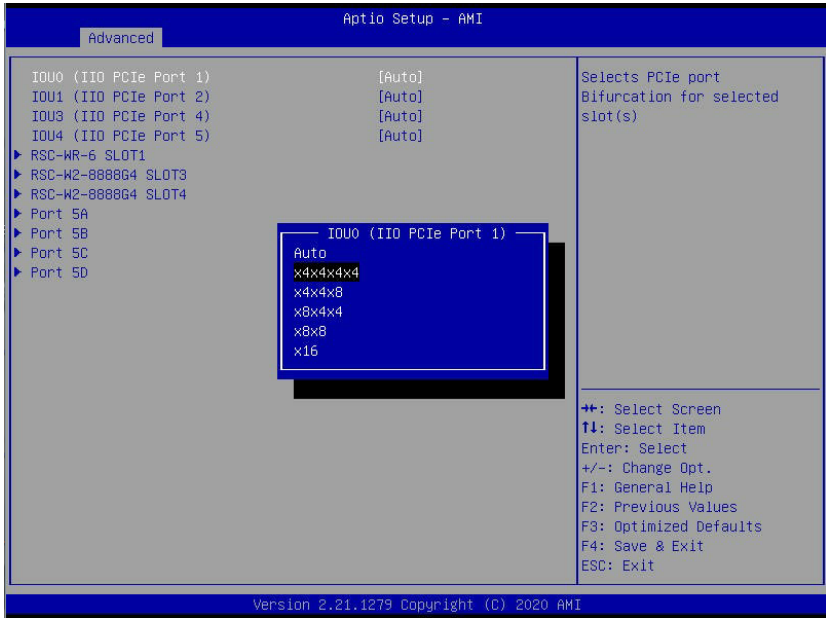 Aptio Setup - AMI
Advanced
IOU0 (IIO PCIe Port 1) [Auto]
IOU1 (IIO PCIe Port 2) [Auto]
IOU3 (IIO PCIe Port 4) [Auto]
IOU4 (IIO PCIe Port 5) [Auto]
RSC-WR-6 SLOT1
RSC-W2-8888G4 SLOT3
RSC-W2-8888G4 SLOT4
Port 5A
Port 5B
Port 5C
Port 5D
IOU0 (IIO PCIe Port 1)
Auto
x4x4x4x4
x4x4x8
x8x4x4
x8x8
x16
Selects PCIe port
Bifurcation for selected
slot(s)
→←: Select Screen
↑↓: Select Item
Enter: Select
+/-: Change Opt.
F1: General Help
F2: Previous Values
F3: Optimized Defaults
F4: Save & Exit
ESC: Exit
Version 2.21.1279 Copyright (C) 2020 AMI